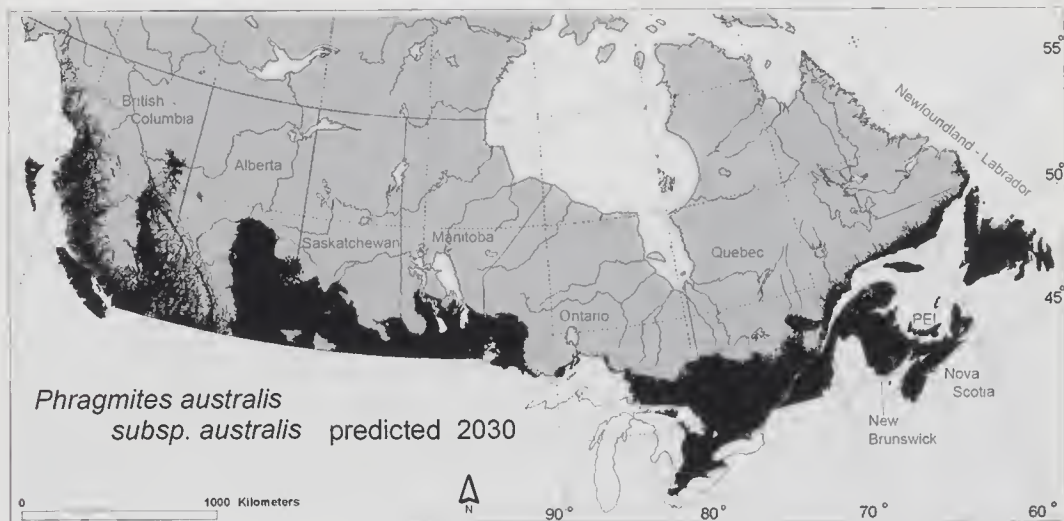 55°
British
Columbia
Newfoundland - Labrador
Alberta
50°
Saskatchewan
Manitoba
Quebec
45°
Ontario
PEI
Nova
Scotia
Phragmites australis
subsp. australis predicted 2030
New
Brunswick
0 1000 Kilometers
N
90°
80°
70°
60°